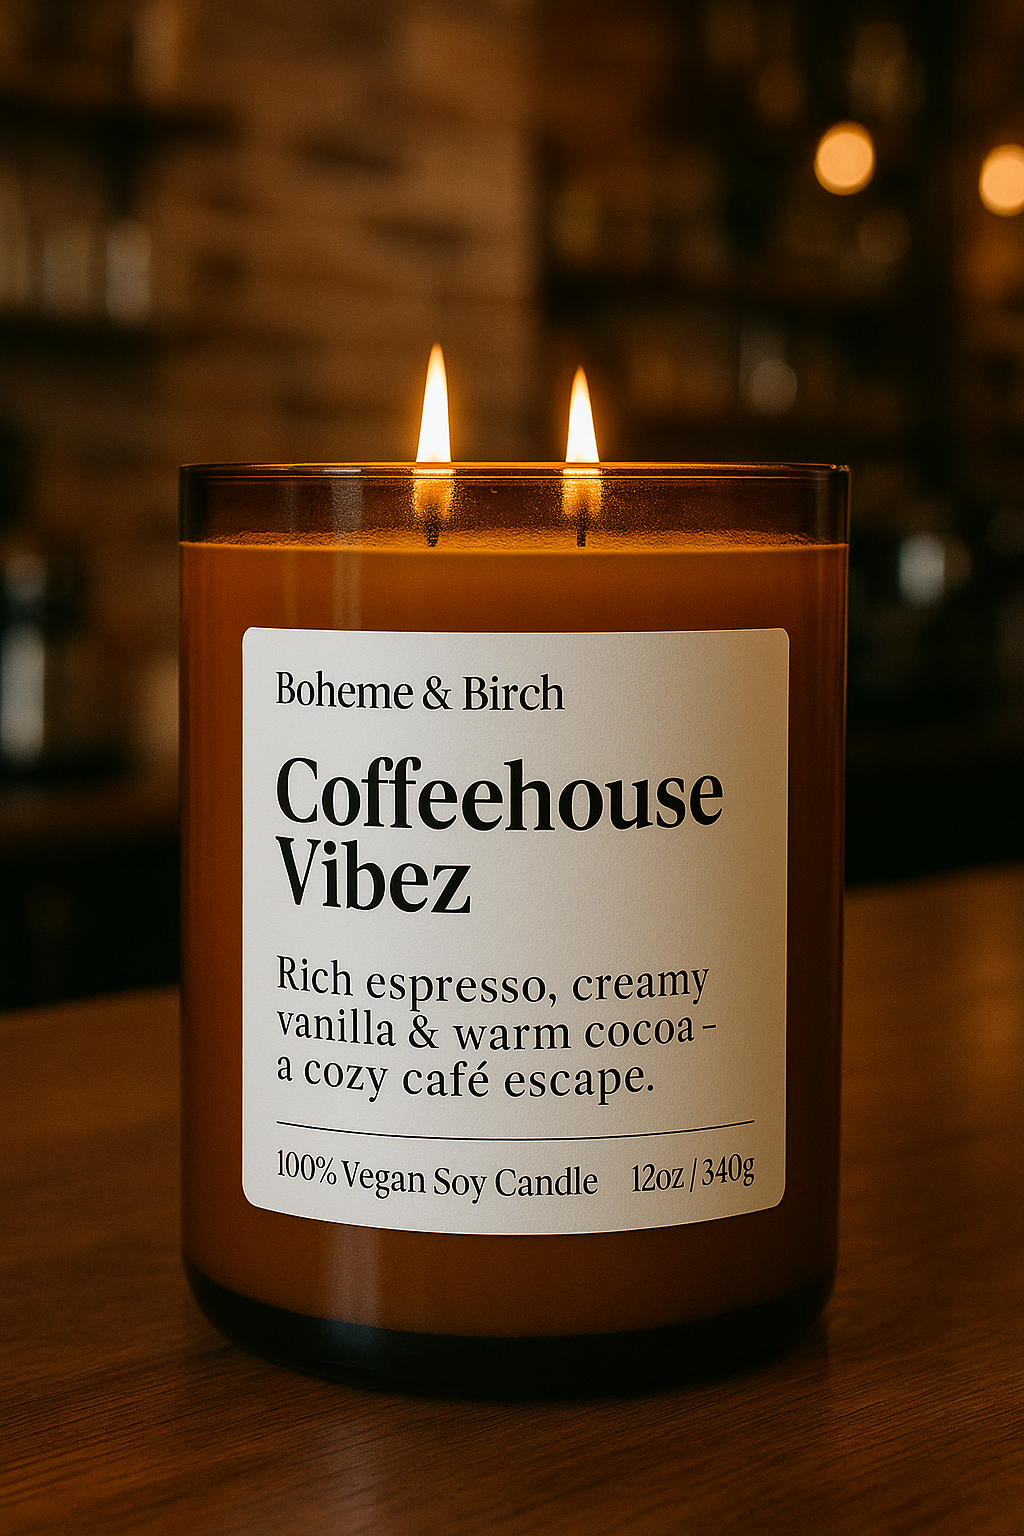 Boheme & Birch
Coffeehouse
Vibez
Rich espresso, creamy
vanilla & warm cocoa-
a cozy café escape.
100% Vegan Soy Candle 12oz/340g